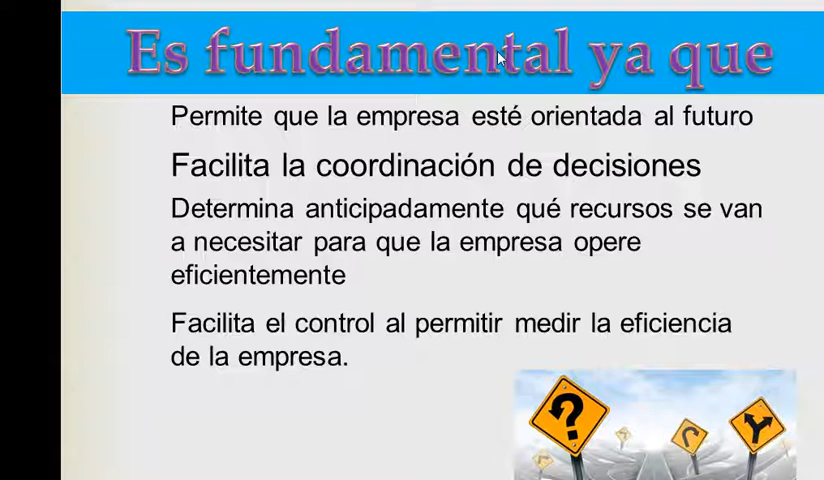 Es fundamental ya que
Permite que la empresa esté orientada al futuro
Facilita la coordinación de decisiones
Determina anticipadamente qué recursos se van
a necesitar para que la empresa opere
eficientemente
Facilita el control al permitir medir la eficiencia
de la empresa.
?